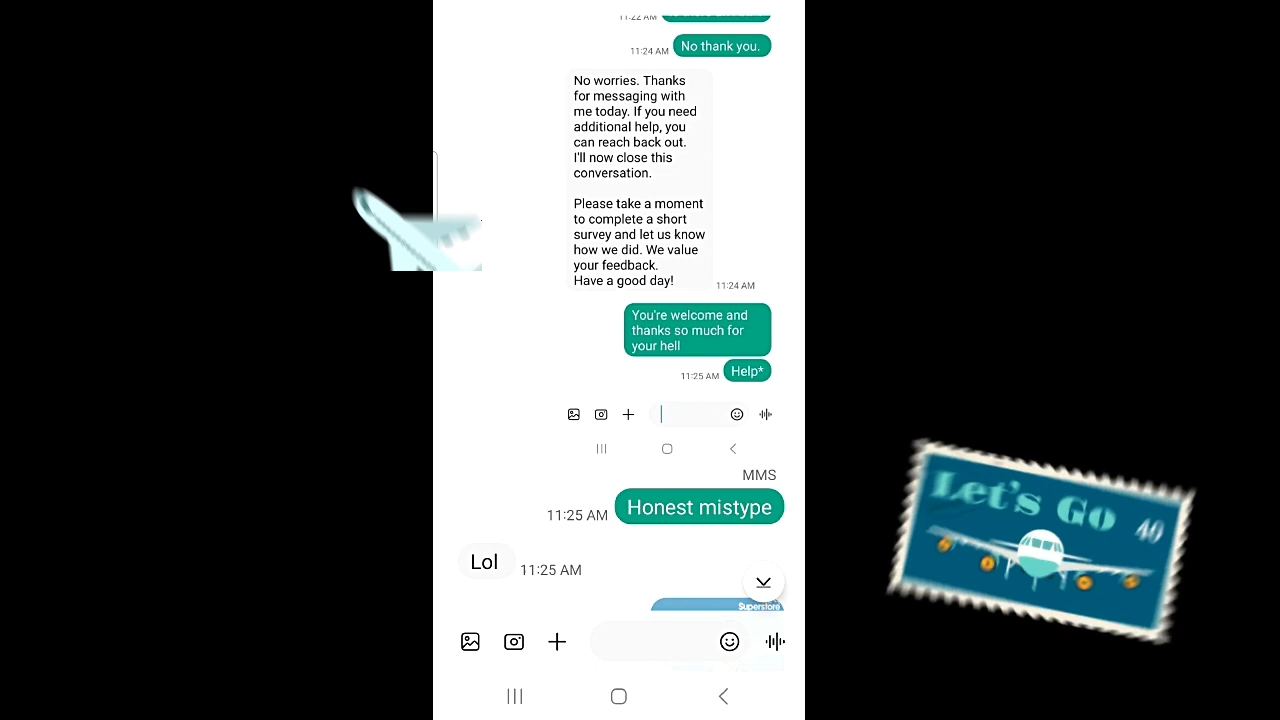 11:22 AM
11:24 AM No thank you.
No worries. Thanks
for messaging with
me today. If you need
additional help, you
can reach back out.
I'll now close this
conversation.
Please take a moment
to complete a short
survey and let us know
how we did. We value
your feedback.
Have a good day!
11:24 AM
You're welcome and
thanks so much for
your hell
11:25 AM Help*
MMS
11:25 AM Honest mistype
Lol 11:25 AM
Superstore
Let's Go 40